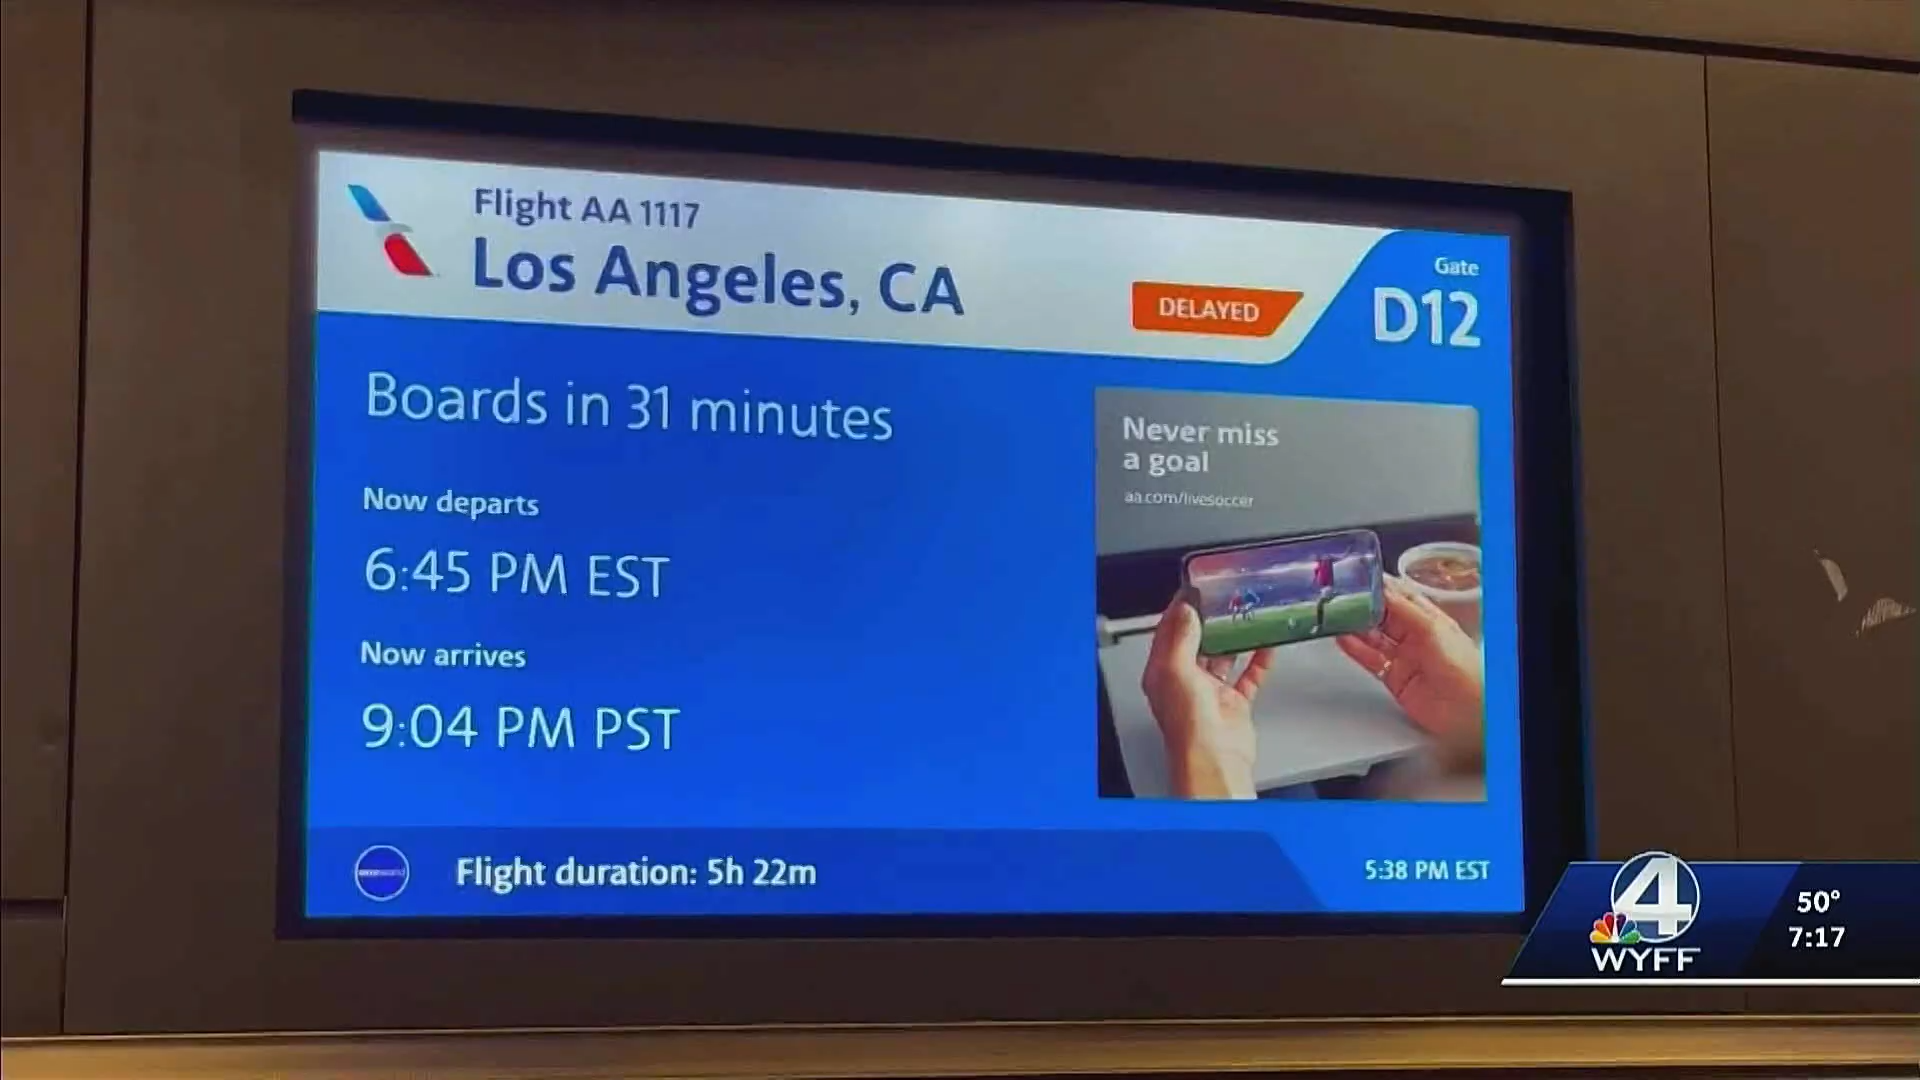 Flight AA 1117
Los Angeles, CA
DELAYED
Gate
D12
Boards in 31 minutes
Now departs
6:45 PM EST
Now arrives
9:04 PM PST
Never miss
a goal
aa.com/livesoccer
Flight duration: 5h 22m
5:38 PM EST
4
WYFF
50°
7:17